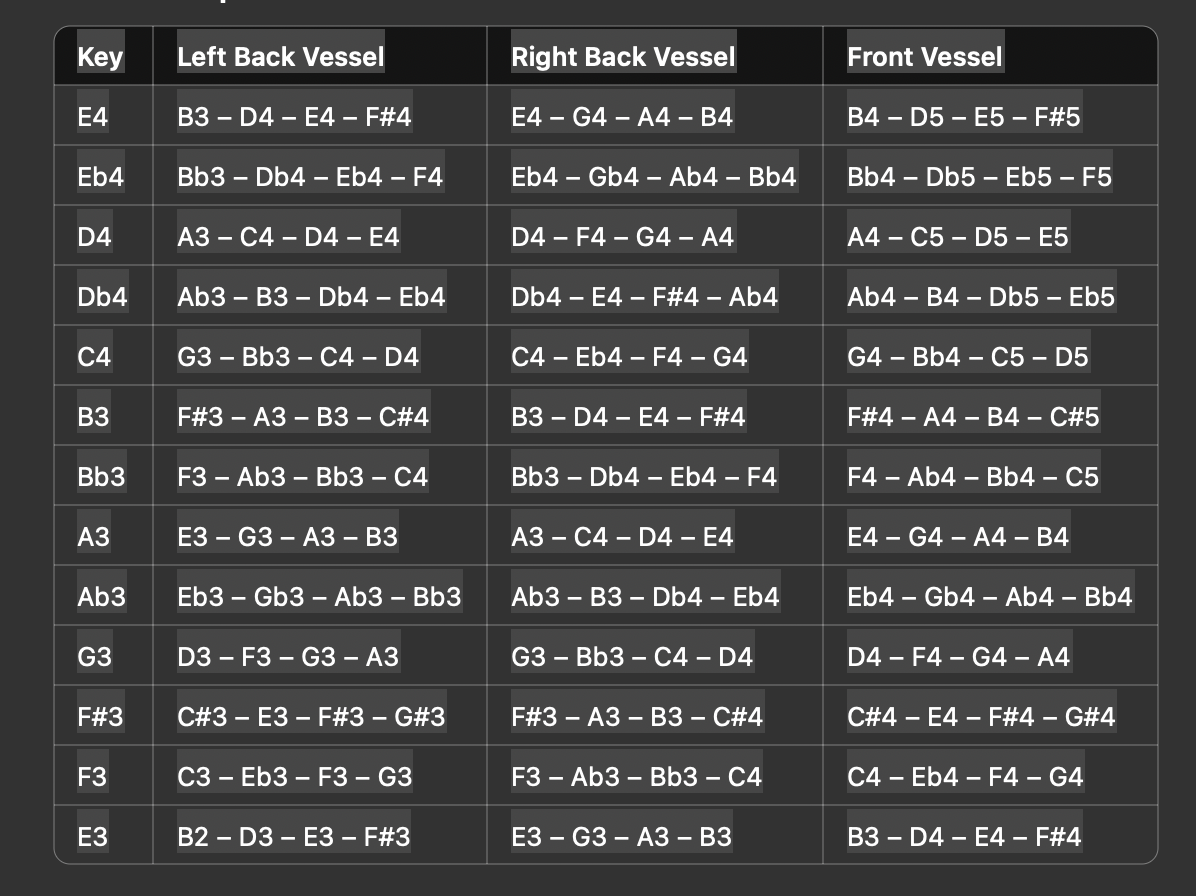 Key Left Back Vessel Right Back Vessel Front Vessel
E4 B3 – D4 – E4 – F#4 E4 – G4 – A4 – B4 B4 – D5 – E5 – F#5
Eb4 Bb3 – Db4 – Eb4 – F4 Eb4 – Gb4 – Ab4 – Bb4 Bb4 – Db5 – Eb5 – F5
D4 A3 – C4 – D4 – E4 D4 – F4 – G4 – A4 A4 – C5 – D5 – E5
Db4 Ab3 – B3 – Db4 – Eb4 Db4 – E4 – F#4 – Ab4 Ab4 – B4 – Db5 – Eb5
C4 G3 – Bb3 – C4 – D4 C4 – Eb4 – F4 – G4 G4 – Bb4 – C5 – D5
B3 F#3 – A3 – B3 – C#4 B3 – D4 – E4 – F#4 F#4 – A4 – B4 – C#5
Bb3 F3 – Ab3 – Bb3 – C4 Bb3 – Db4 – Eb4 – F4 F4 – Ab4 – Bb4 – C5
A3 E3 – G3 – A3 – B3 A3 – C4 – D4 – E4 E4 – G4 – A4 – B4
Ab3 Eb3 – Gb3 – Ab3 – Bb3 Ab3 – B3 – Db4 – Eb4 Eb4 – Gb4 – Ab4 – Bb4
G3 D3 – F3 – G3 – A3 G3 – Bb3 – C4 – D4 D4 – F4 – G4 – A4
F#3 C#3 – E3 – F#3 – G#3 F#3 – A3 – B3 – C#4 C#4 – E4 – F#4 – G#4
F3 C3 – Eb3 – F3 – G3 F3 – Ab3 – Bb3 – C4 C4 – Eb4 – F4 – G4
E3 B2 – D3 – E3 – F#3 E3 – G3 – A3 – B3 B3 – D4 – E4 – F#4